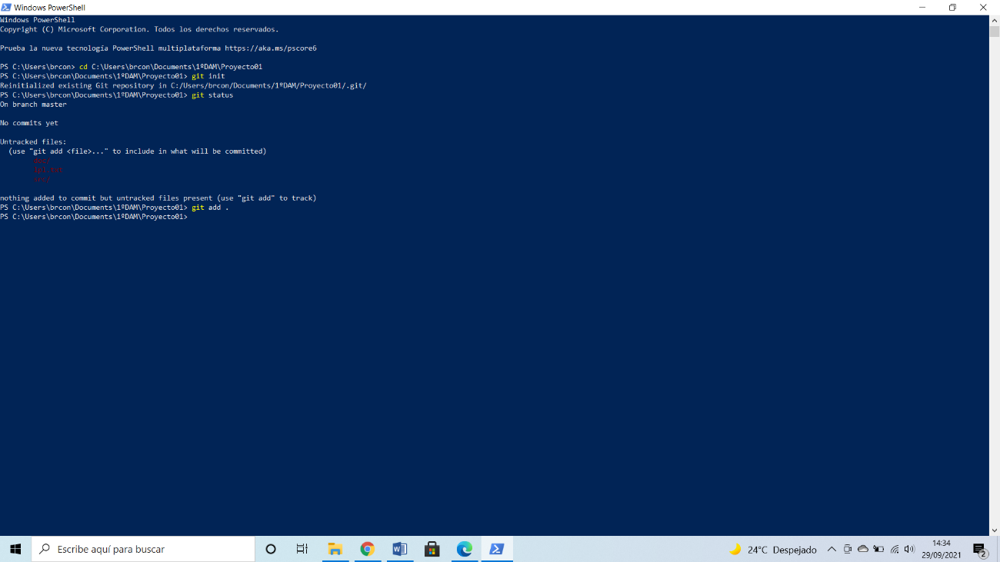 Windows PowerShell
Windows PowerShell
Copyright (C) Microsoft Corporation. Todos los derechos reservados.
Prueba la nueva tecnología PowerShell multiplataforma https://aka.ms/pscore6
PS C:\Users\brcon> cd C:\Users\brcon\Documents\1ºDAM\Proyecto01
PS C:\Users\brcon\Documents\1ºDAM\Proyecto01> git init
Reinitialized existing Git repository in C:/Users/brcon/Documents/1ºDAM/Proyecto01/.git/
PS C:\Users\brcon\Documents\1ºDAM\Proyecto01> git status
On branch master
No commits yet
Untracked files:
(use "git add <file>..." to include in what will be committed)
nothing added to commit but untracked files present (use "git add" to track)
PS C:\Users\brcon\Documents\1ºDAM\Proyecto01> git add .
PS C:\Users\brcon\Documents\1ºDAM\Proyecto01>
Escribe aquí para buscar
24°C Despejado
14:34
29/09/2021
2